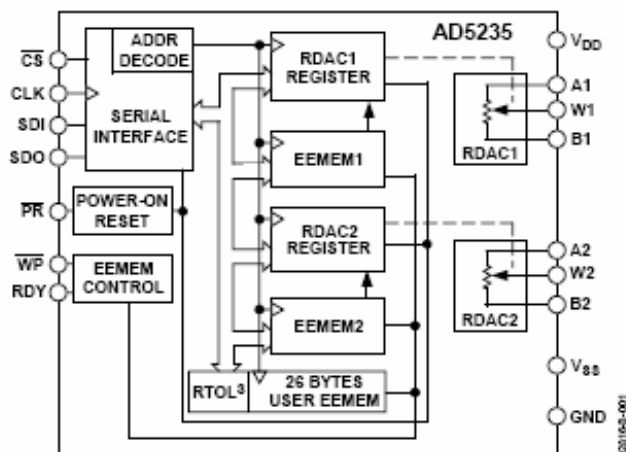 AD5235
CS
CLK
SDI
SDO
PR
WP
RDY
ADDR
DECODE
SERIAL
INTERFACE
POWER-ON
RESET
EEMEM
CONTROL
RDAC1
REGISTER
EEMEM1
RDAC2
REGISTER
EEMEM2
RTOL3
26 BYTES
USER EEMEM
RDAC1
RDAC2
VDD
A1
W1
B1
A2
W2
B2
VSS
GND